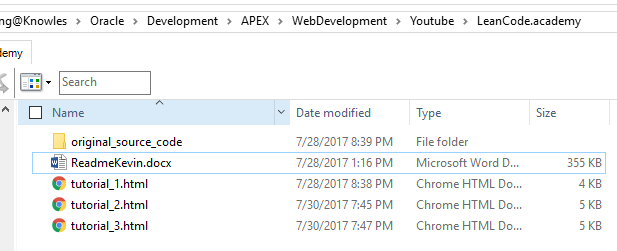 ng@Knowles > Oracle > Development > APEX > WebDevelopment > Youtube > LeanCode.academy
demy
Search
Name Date modified Type Size
original_source_code 7/28/2017 8:39 PM File folder
ReadmeKevin.docx 7/28/2017 1:16 PM Microsoft Word D... 355 KB
tutorial_1.html 7/28/2017 8:38 PM Chrome HTML Do... 4 KB
tutorial_2.html 7/30/2017 7:45 PM Chrome HTML Do... 5 KB
tutorial_3.html 7/30/2017 7:47 PM Chrome HTML Do... 5 KB